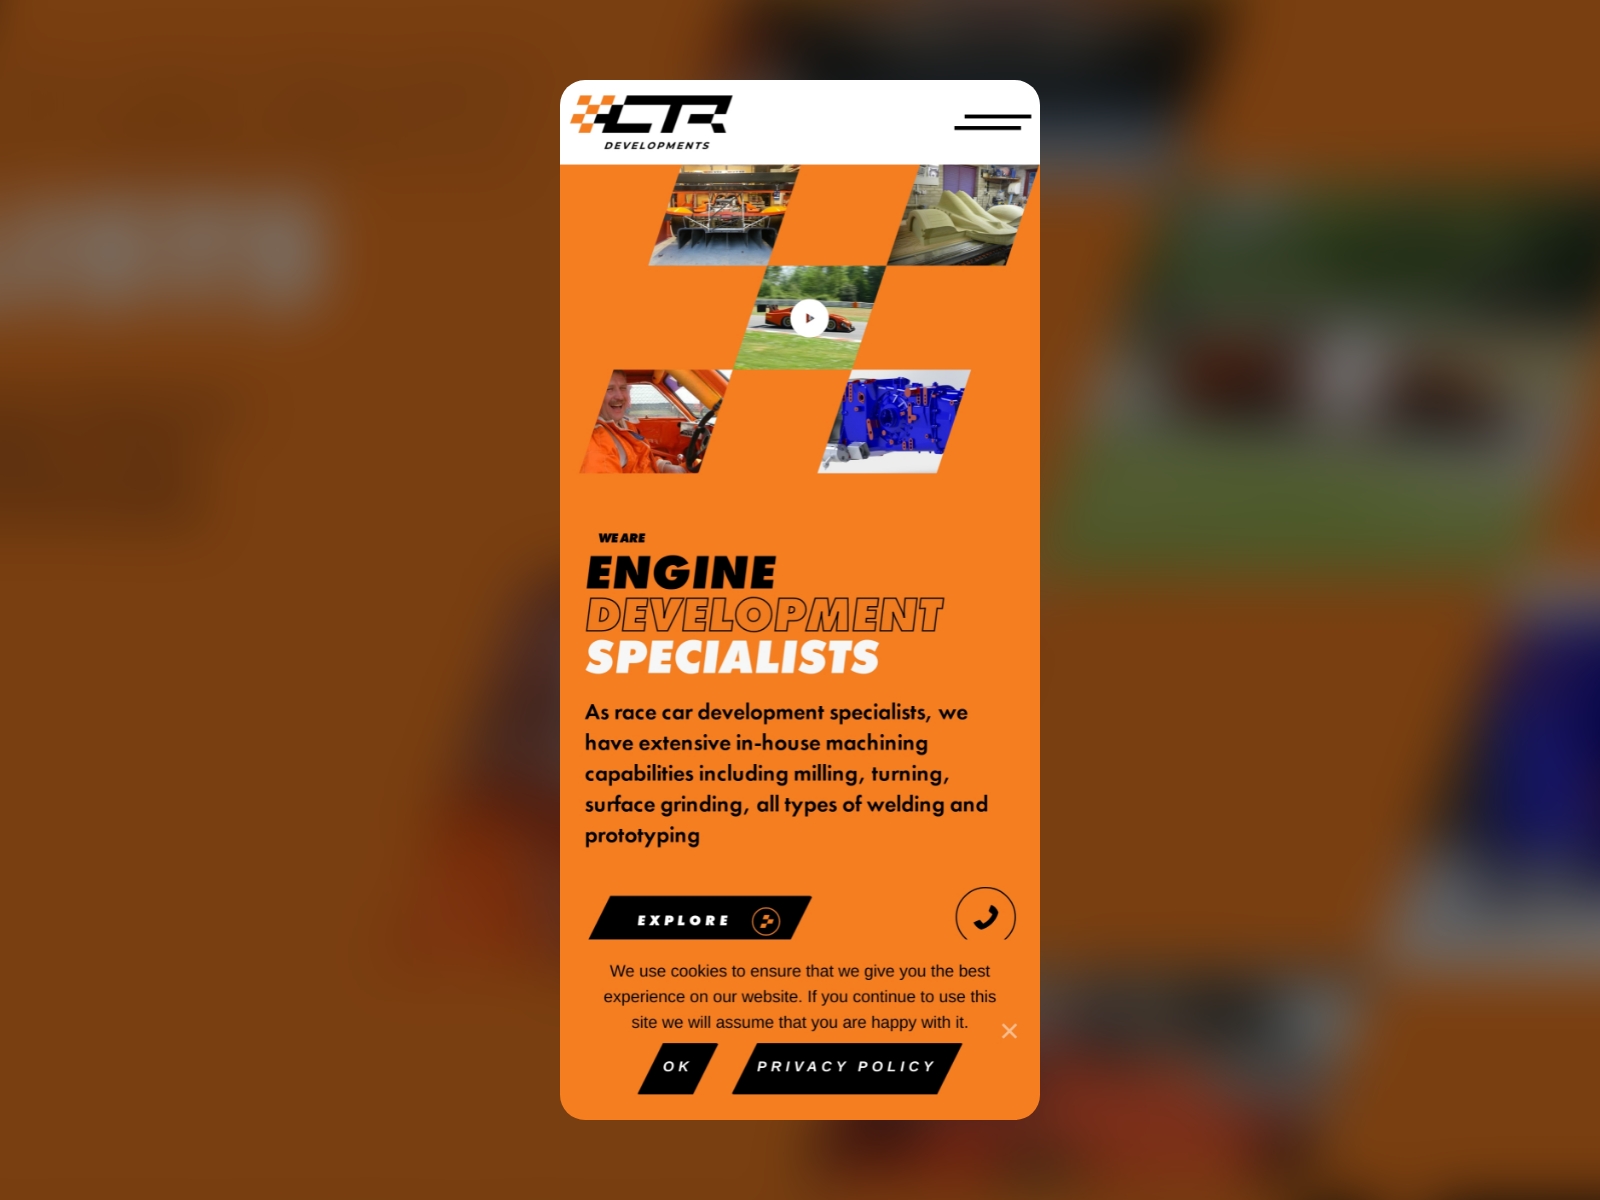 CTR
DEVELOPMENTS
WE ARE
ENGINE
DEVELOPMENT
SPECIALISTS
As race car development specialists, we
have extensive in-house machining
capabilities including milling, turning,
surface grinding, all types of welding and
prototyping
EXPLORE
We use cookies to ensure that we give you the best
experience on our website. If you continue to use this
site we will assume that you are happy with it.
OK
PRIVACY POLICY